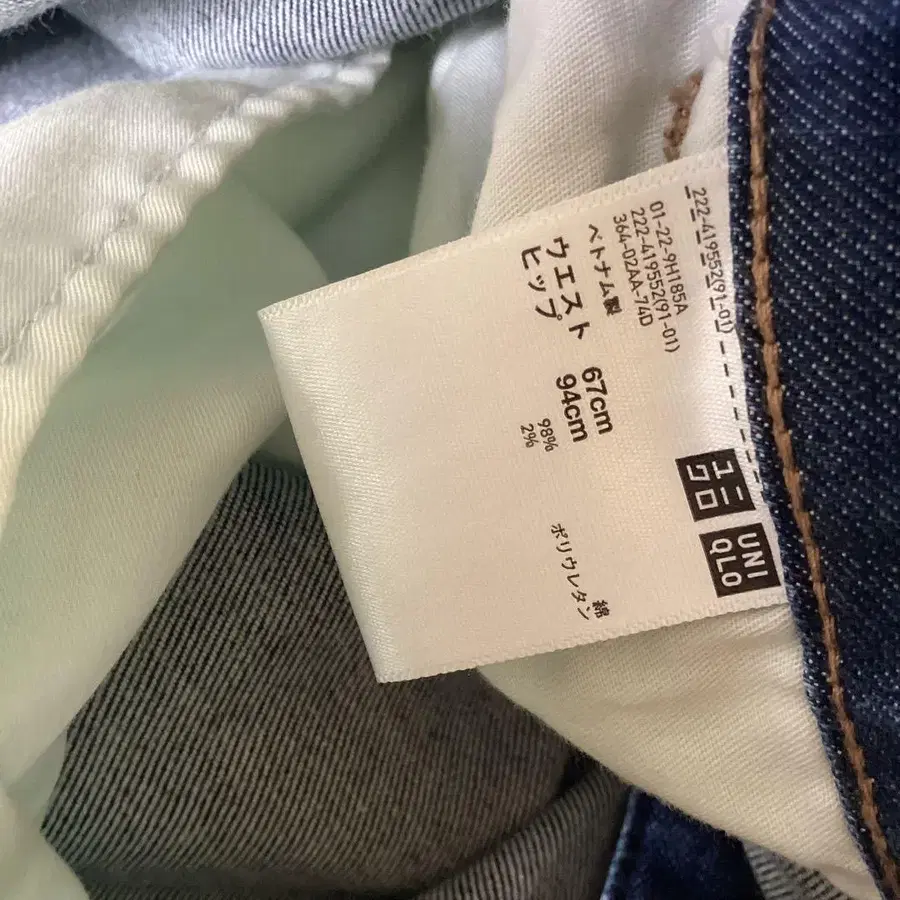 ユニ
クロ
UNI
QLO
222-419552(91-01)
01-22-9H185A
222-419552(91-01)
364-02AA-74D
ベトナム製
ウエスト 67cm
ヒップ 94cm
綿 98%
ポリウレタン 2%